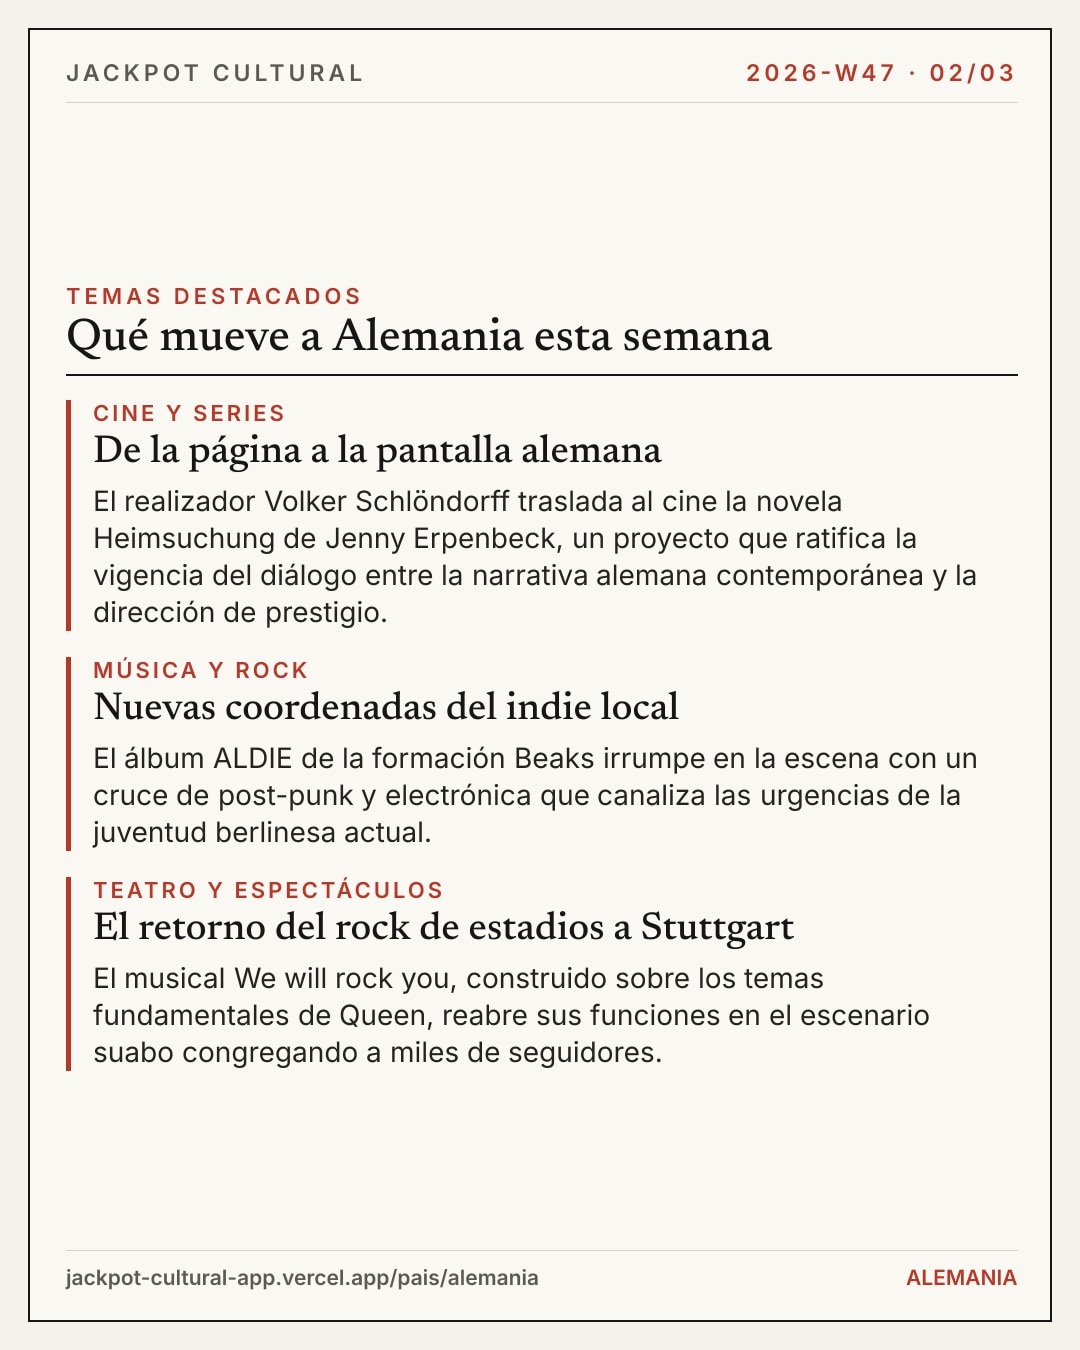 JACKPOT CULTURAL
2026-W47 · 02/03
TEMAS DESTACADOS
Qué mueve a Alemania esta semana
CINE Y SERIES
De la página a la pantalla alemana
El realizador Volker Schlöndorff traslada al cine la novela
Heimsuchung de Jenny Erpenbeck, un proyecto que ratifica la
vigencia del diálogo entre la narrativa alemana contemporánea y la
dirección de prestigio.
MÚSICA Y ROCK
Nuevas coordenadas del indie local
El álbum ALDIE de la formación Beaks irrumpe en la escena con un
cruce de post-punk y electrónica que canaliza las urgencias de la
juventud berlinesa actual.
TEATRO Y ESPECTÁCULOS
El retorno del rock de estadios a Stuttgart
El musical We will rock you, construido sobre los temas
fundamentales de Queen, reabre sus funciones en el escenario
suabo congregando a miles de seguidores.
jackpot-cultural-app.vercel.app/pais/alemania
ALEMANIA